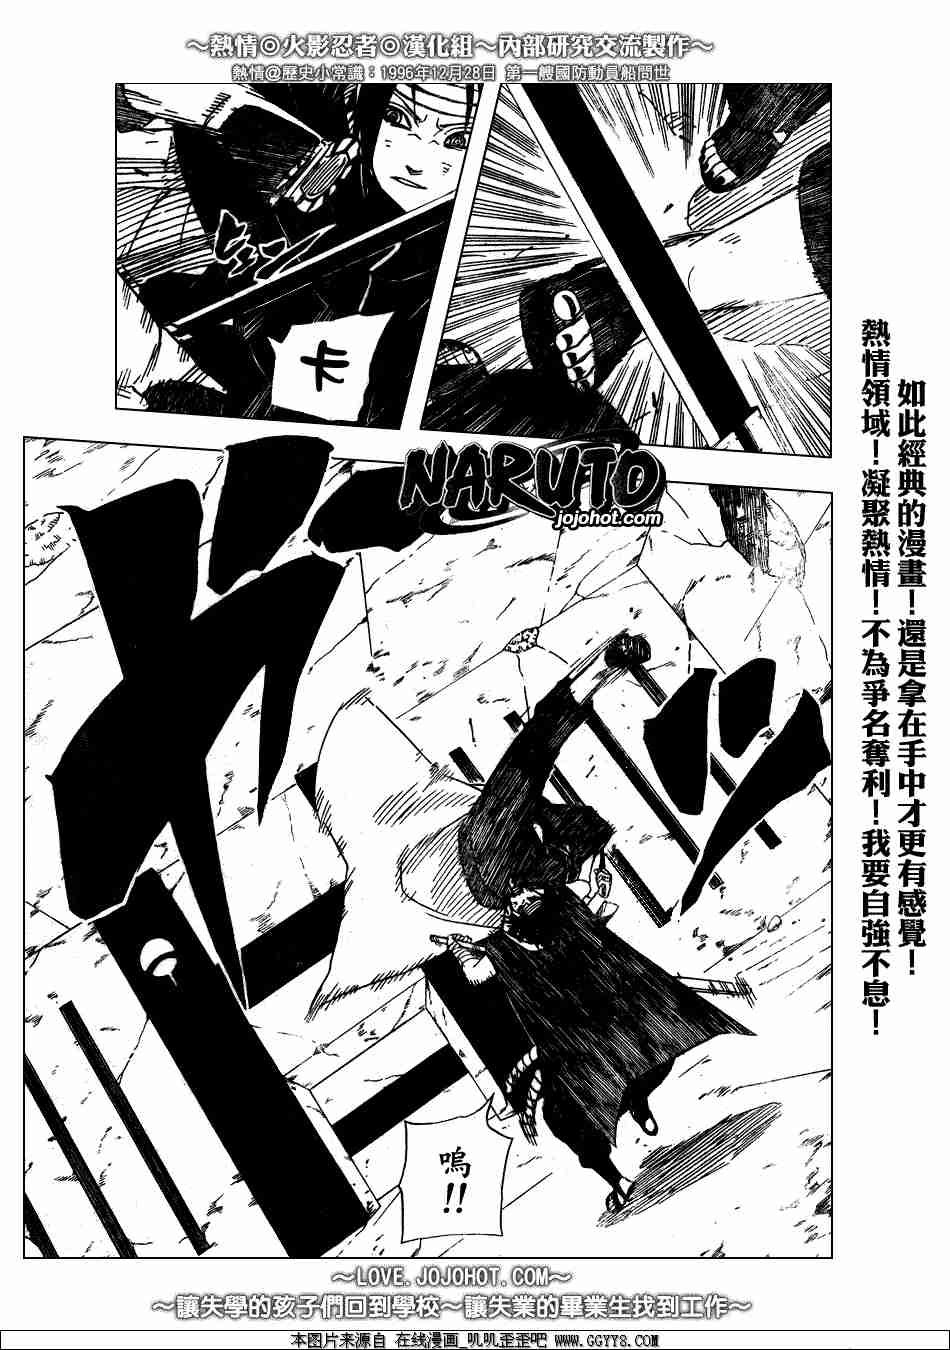 ～熱情◎火影忍者◎漢化組～內部研究交流製作～
熱情@歷史小常識：1996年12月28日 第一艘國防動員船問世
ヒュン
卡
NARUTO
jojohot.com
ドガッ
嗚!!
如此經典的漫畫！還是拿在手中才更有感覺！
熱情領域！凝聚熱情！不為爭名奪利！我要自強不息！
～LOVE.JOJOHOT.COM～
～讓失學的孩子們回到學校～讓失業的畢業生找到工作～
本图片来源自 在线漫画_叽叽歪歪吧 www.GGYY8.com